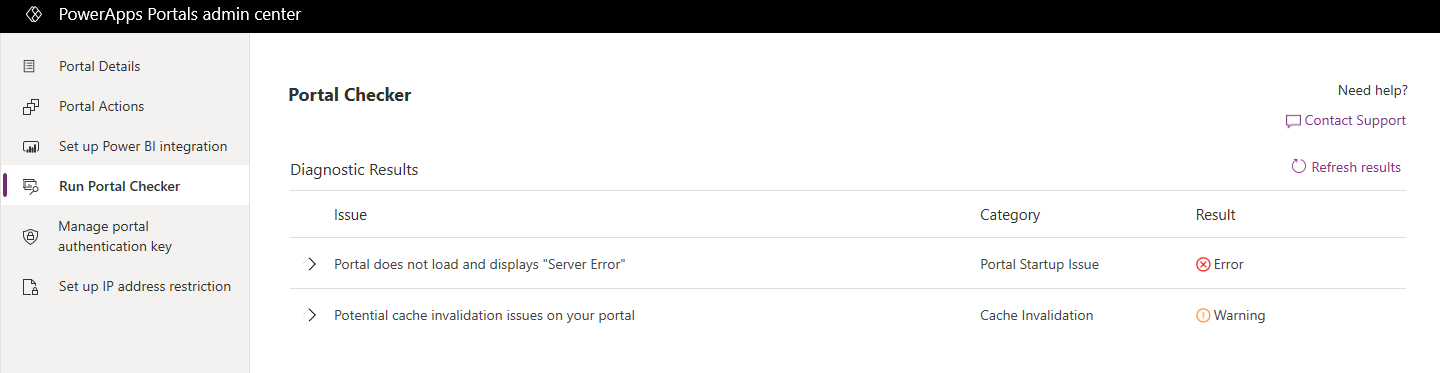 PowerApps Portals admin center
Portal Details
Portal Actions
Set up Power BI integration
Run Portal Checker
Manage portal
authentication key
Set up IP address restriction
Portal Checker
Need help?
Contact Support
Diagnostic Results
Refresh results
Issue Category Result
Portal does not load and displays "Server Error" Portal Startup Issue Error
Potential cache invalidation issues on your portal Cache Invalidation Warning